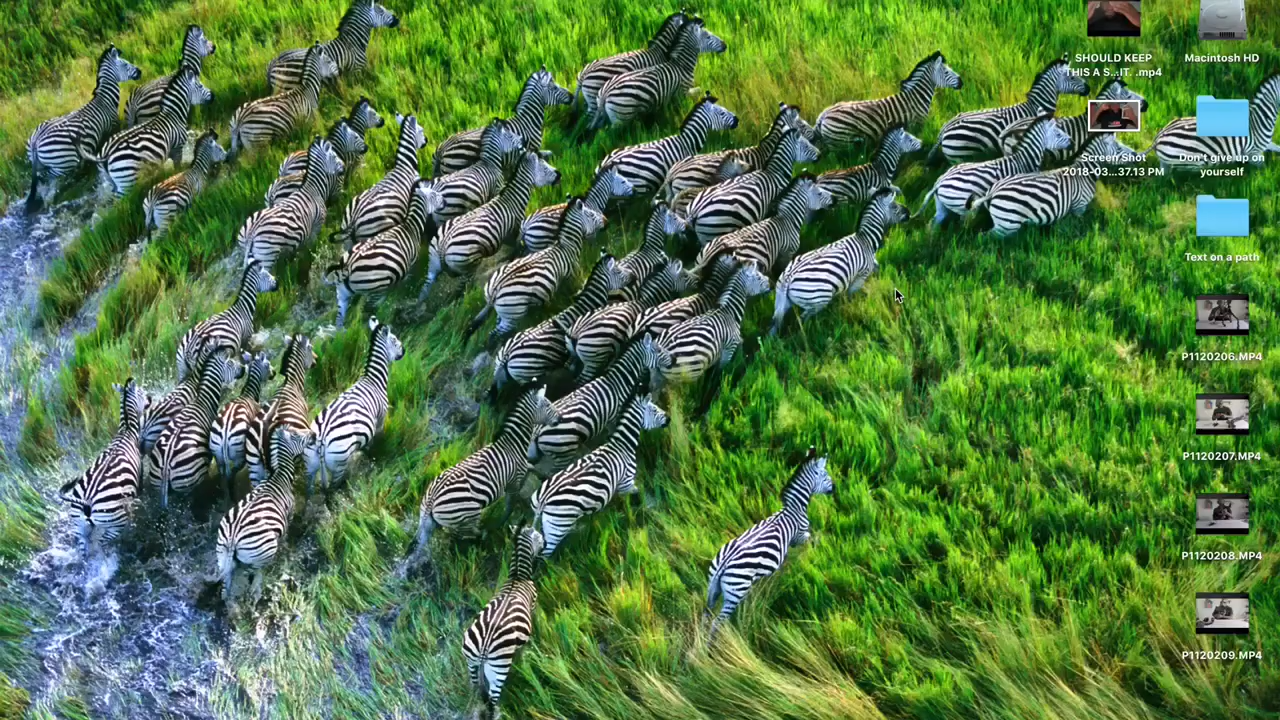 SHOULD KEEP
THIS A S...IT. .mp4
Macintosh HD
Screen Shot
2018-03...37.13 PM
Don't give up on
yourself
Text on a path
P1120206.MP4
P1120207.MP4
P1120208.MP4
P1120209.MP4